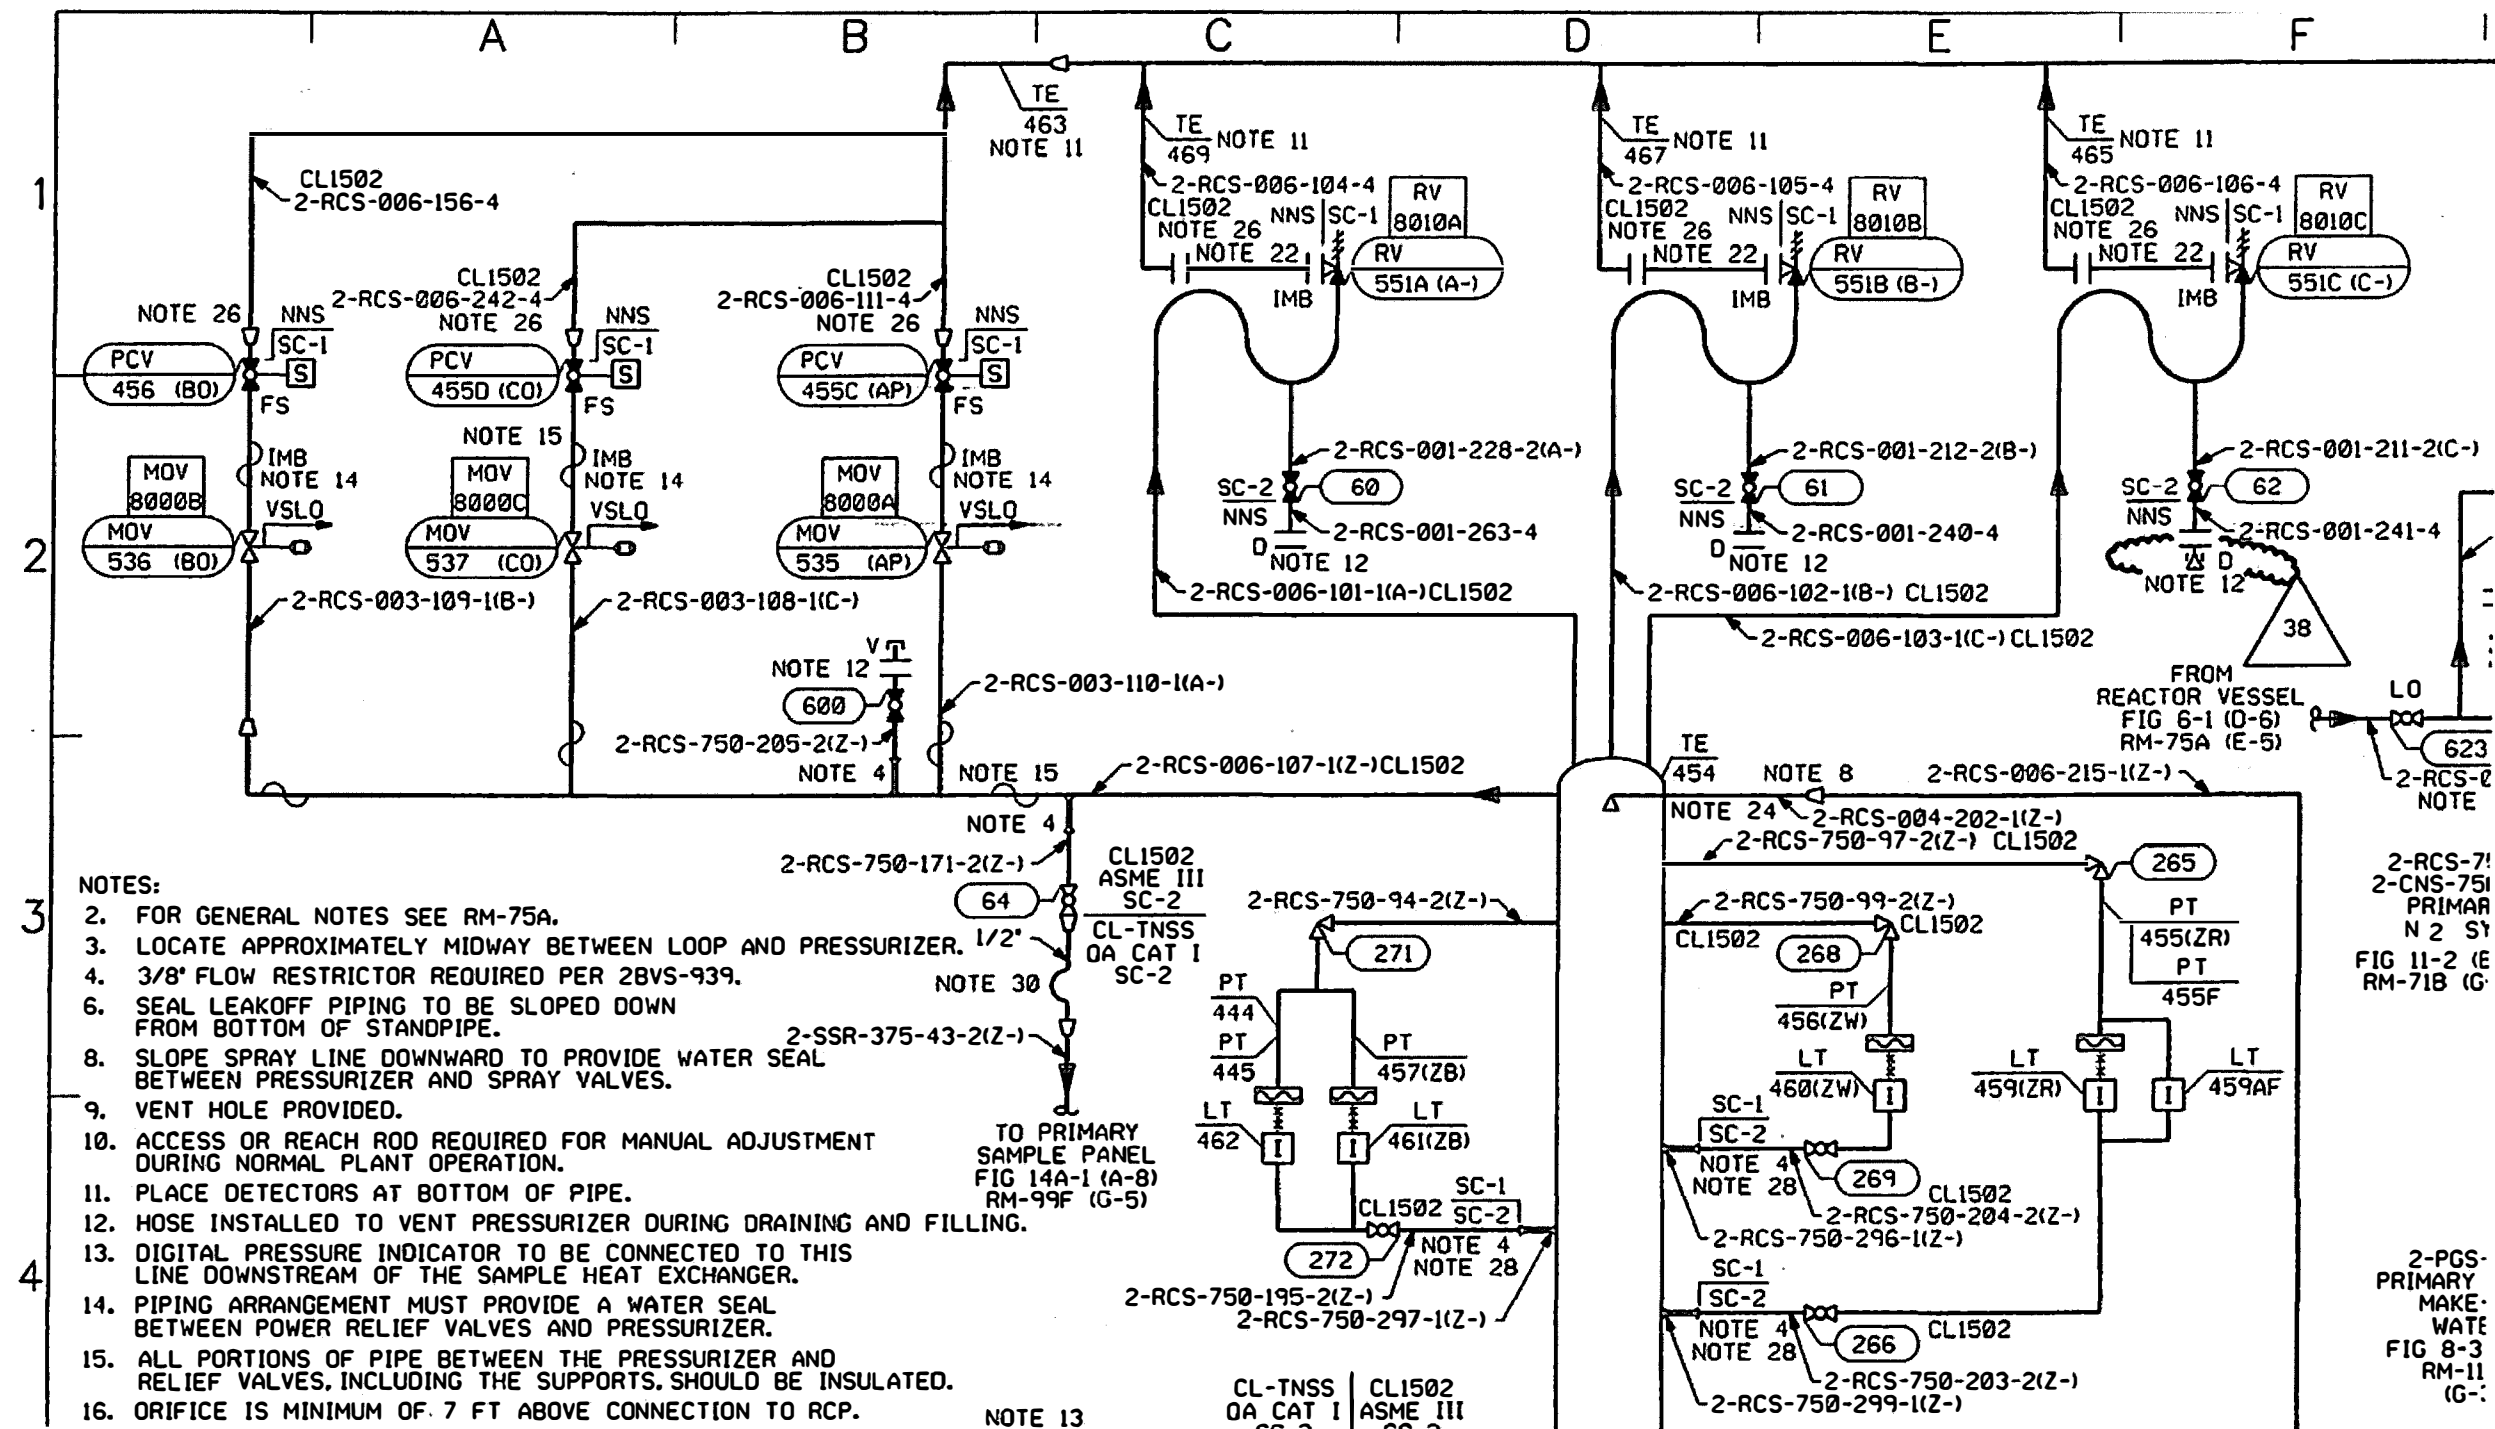 A
B
C
D
E
F
1
2
3
4
TE
463
NOTE 11
TE
469
NOTE 11
TE
467
NOTE 11
TE
465
NOTE 11
CL1502
2-RCS-006-156-4
2-RCS-006-104-4
CL1502
NOTE 26
NOTE 22
NNS
SC-1
RV
8010A
RV
551A (A-)
IMB
2-RCS-006-105-4
CL1502
NOTE 26
NOTE 22
NNS
SC-1
RV
8010B
RV
551B (B-)
IMB
2-RCS-006-106-4
CL1502
NOTE 26
NOTE 22
NNS
SC-1
RV
8010C
RV
551C (C-)
IMB
CL1502
2-RCS-006-242-4
NOTE 26
CL1502
2-RCS-006-111-4
NOTE 26
NOTE 26
NNS
SC-1
PCV
456 (BO)
S
FS
NNS
SC-1
PCV
455D (CO)
S
FS
NNS
SC-1
PCV
455C (AP)
S
FS
NOTE 15
IMB
NOTE 14
IMB
NOTE 14
IMB
NOTE 14
MOV
8000B
MOV
536 (BO)
VSLO
MOV
8000C
MOV
537 (CO)
VSLO
MOV
8000A
MOV
535 (AP)
VSLO
2-RCS-001-228-2(A-)
SC-2
NNS
60
2-RCS-001-263-4
D
NOTE 12
2-RCS-001-212-2(B-)
SC-2
NNS
61
2-RCS-001-240-4
D
NOTE 12
2-RCS-001-211-2(C-)
SC-2
NNS
62
2-RCS-001-241-4
D
NOTE 12
38
2-RCS-003-109-1(B-)
2-RCS-003-108-1(C-)
2-RCS-006-101-1(A-)CL1502
2-RCS-006-102-1(B-) CL1502
2-RCS-006-103-1(C-)CL1502
V
NOTE 12
600
2-RCS-003-110-1(A-)
2-RCS-750-205-2(Z-)
NOTE 4
NOTE 15
2-RCS-006-107-1(Z-)CL1502
FROM
REACTOR VESSEL
FIG 6-1 (D-6)
RM-75A (E-5)
LO
623
NOTE
TE
454
NOTE 8
2-RCS-006-215-1(Z-)
NOTE 24
2-RCS-004-202-1(Z-)
2-RCS-750-97-2(Z-) CL1502
265
NOTE 4
2-RCS-750-171-2(Z-)
64
CL1502
ASME III
SC-2
CL-TNSS
QA CAT I
SC-2
1/2"
NOTE 30
2-SSR-375-43-2(Z-)
TO PRIMARY
SAMPLE PANEL
FIG 14A-1 (A-8)
RM-99F (G-5)
2-RCS-750-94-2(Z-)
271
PT
444
PT
445
PT
457(ZB)
LT
462
I
I
LT
461(ZB)
CL1502
SC-1
SC-2
272
NOTE 4
NOTE 28
2-RCS-750-195-2(Z-)
2-RCS-750-297-1(Z-)
2-RCS-750-99-2(Z-)
CL1502
CL1502
268
PT
456(ZW)
LT
460(ZW)
I
PT
455(ZR)
PT
455F
LT
459(ZR)
I
I
LT
459AF
SC-1
SC-2
NOTE 4
NOTE 28
269
CL1502
2-RCS-750-204-2(Z-)
2-RCS-750-296-1(Z-)
SC-1
SC-2
NOTE 4
NOTE 28
266
CL1502
2-RCS-750-203-2(Z-)
2-RCS-750-299-1(Z-)
N 2
FIG 11-2
RM-71B
2-PGS-
PRIMARY
FIG 8-3
RM-11
NOTES:
2. FOR GENERAL NOTES SEE RM-75A.
3. LOCATE APPROXIMATELY MIDWAY BETWEEN LOOP AND PRESSURIZER.
4. 3/8" FLOW RESTRICTOR REQUIRED PER 2BVS-939.
6. SEAL LEAKOFF PIPING TO BE SLOPED DOWN
FROM BOTTOM OF STANDPIPE.
8. SLOPE SPRAY LINE DOWNWARD TO PROVIDE WATER SEAL
BETWEEN PRESSURIZER AND SPRAY VALVES.
9. VENT HOLE PROVIDED.
10. ACCESS OR REACH ROD REQUIRED FOR MANUAL ADJUSTMENT
DURING NORMAL PLANT OPERATION.
11. PLACE DETECTORS AT BOTTOM OF PIPE.
12. HOSE INSTALLED TO VENT PRESSURIZER DURING DRAINING AND FILLING.
13. DIGITAL PRESSURE INDICATOR TO BE CONNECTED TO THIS
LINE DOWNSTREAM OF THE SAMPLE HEAT EXCHANGER.
14. PIPING ARRANGEMENT MUST PROVIDE A WATER SEAL
BETWEEN POWER RELIEF VALVES AND PRESSURIZER.
15. ALL PORTIONS OF PIPE BETWEEN THE PRESSURIZER AND
RELIEF VALVES, INCLUDING THE SUPPORTS, SHOULD BE INSULATED.
16. ORIFICE IS MINIMUM OF 7 FT ABOVE CONNECTION TO RCP.
NOTE 13
CL-TNSS
QA CAT I
CL1502
ASME III